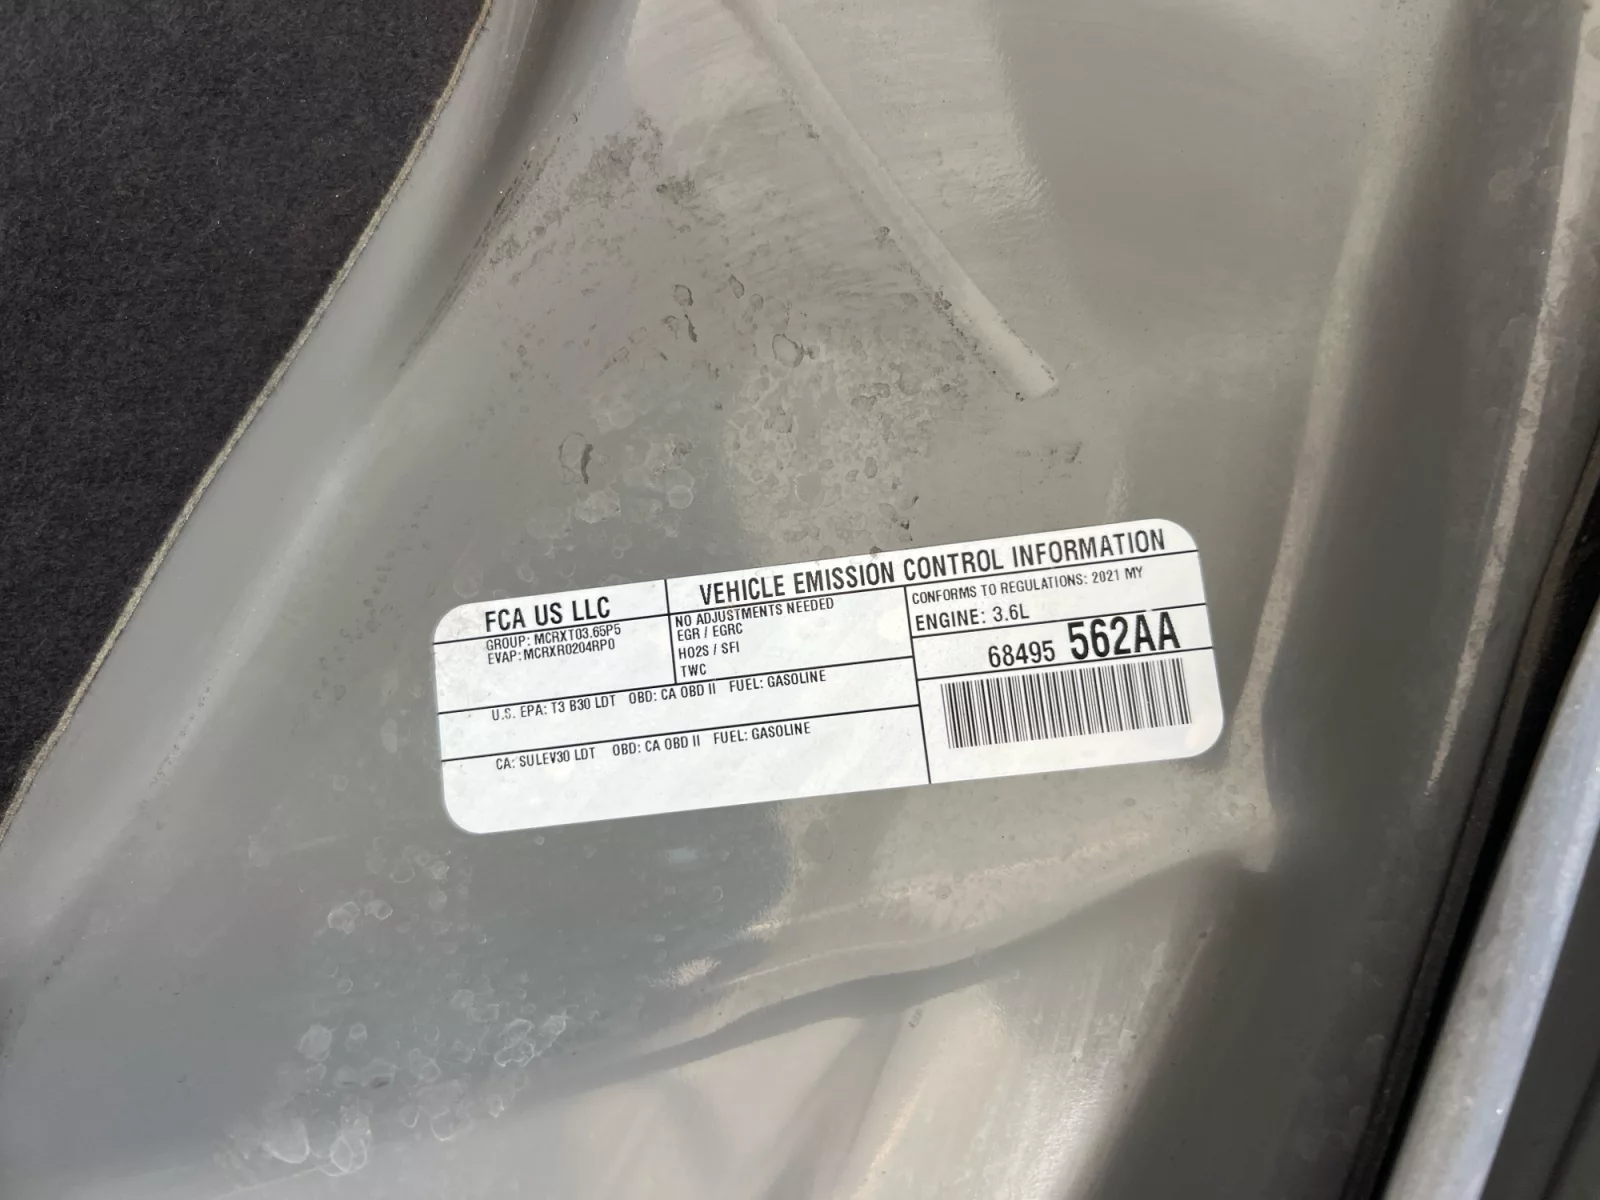 FCA US LLC
GROUP: MCRXT03.65P5
EVAP: MCRXR0204RP0
VEHICLE EMISSION CONTROL INFORMATION
NO ADJUSTMENTS NEEDED
EGR / EGRC
HO2S / SFI
TWC
CONFORMS TO REGULATIONS: 2021 MY
ENGINE: 3.6L
68495 562AA
U.S. EPA: T3 B30 LDT OBD: CA OBD II FUEL: GASOLINE
CA: SULEV30 LDT OBD: CA OBD II FUEL: GASOLINE